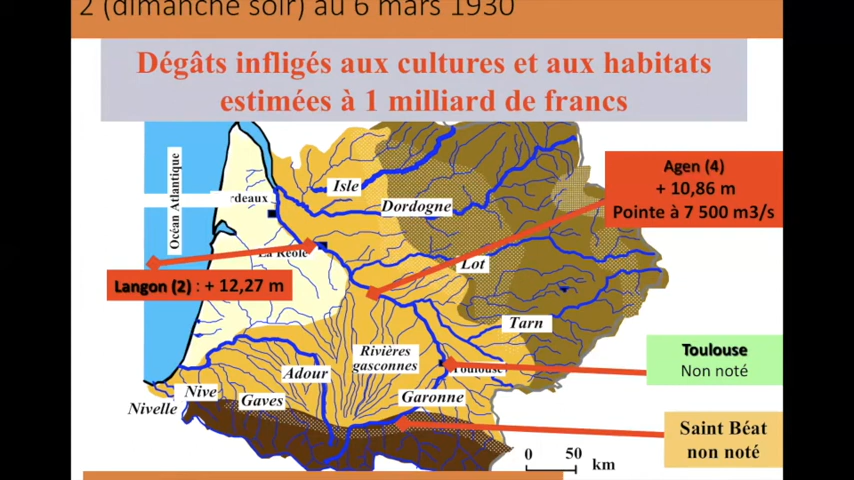 2 (dimanche soir) au 6 mars 1930
Dégâts infligés aux cultures et aux habitats
estimées à 1 milliard de francs
Océan Atlantique
Isle
rdeaux
Dordogne
Agen (4)
+ 10,86 m
Pointe à 7 500 m3/s
La Réole
Lot
Langon (2) : + 12,27 m
Tarn
Rivières
gasconnes
Toulouse
Non noté
Toulouse
Adour
Nive
Gaves
Garonne
Nivelle
Saint Béat
non noté
0 50
km